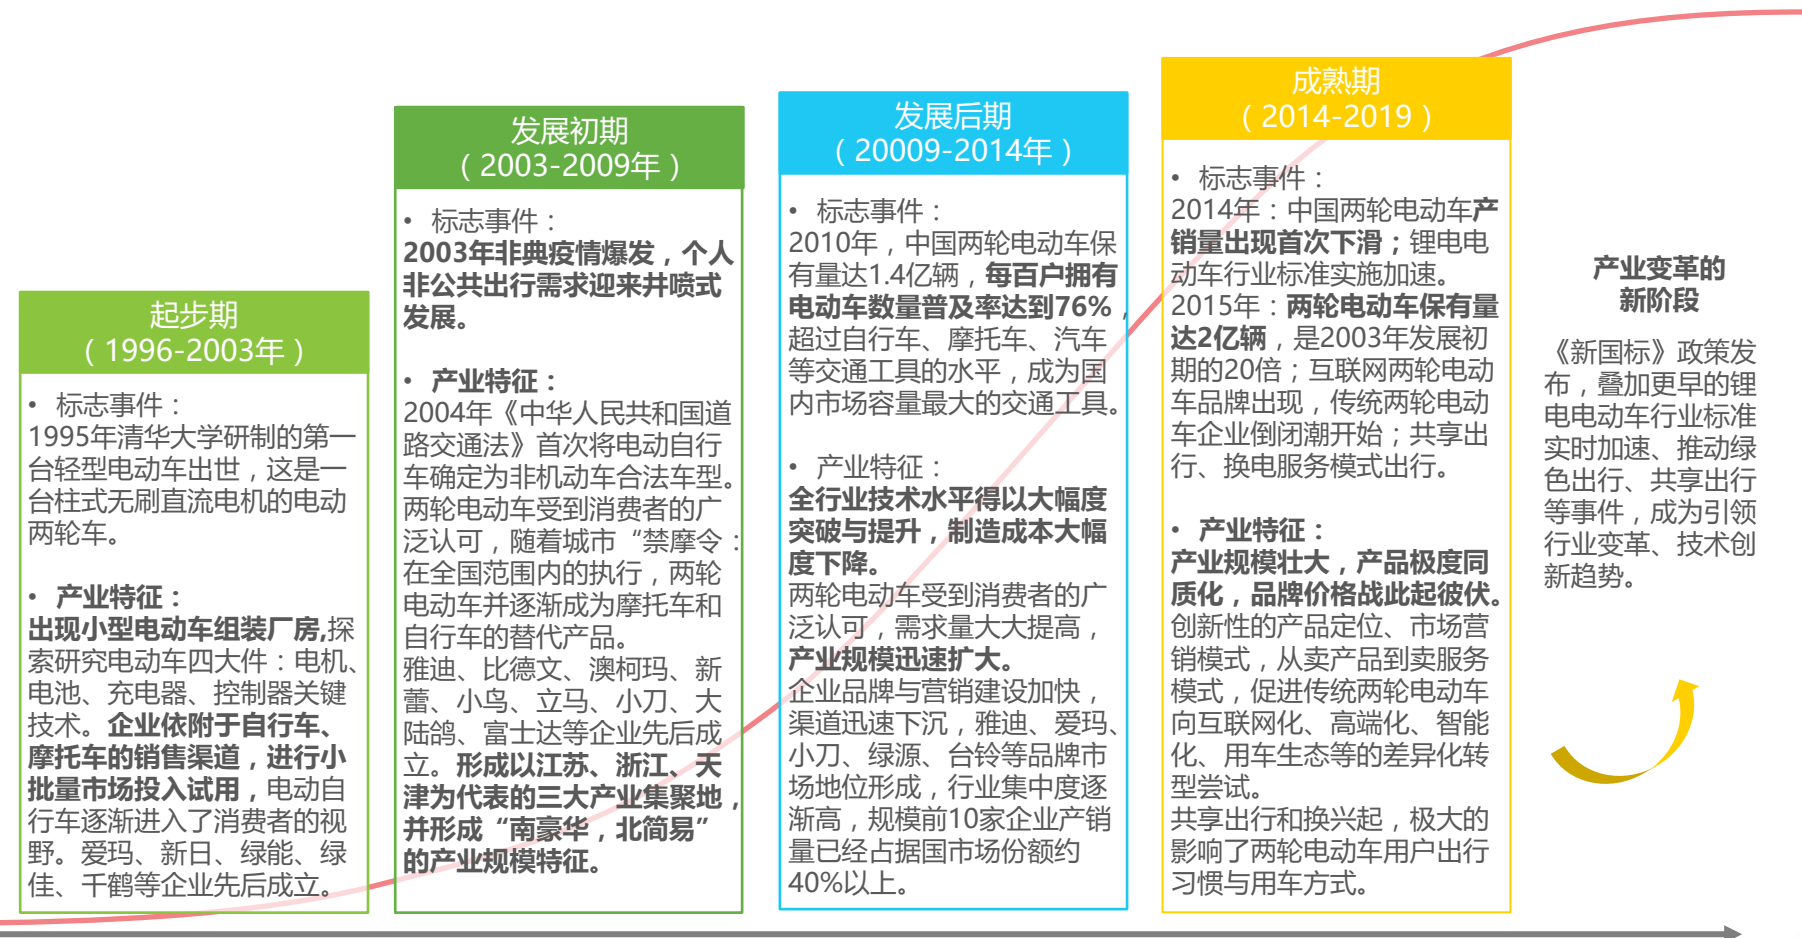 起步期
（1996-2003年）
• 标志事件：
1995年清华大学研制的第一
台轻型电动车出世，这是一
台柱式无刷直流电机的电动
两轮车。
• 产业特征：
出现小型电动车组装厂房,探
索研究电动车四大件：电机、
电池、充电器、控制器关键
技术。企业依附于自行车、
摩托车的销售渠道，进行小
批量市场投入试用，电动自
行车逐渐进入了消费者的视
野。爱玛、新日、绿能、绿
佳、千鹤等企业先后成立。
发展初期
（2003-2009年）
• 标志事件：
2003年非典疫情爆发，个人
非公共出行需求迎来井喷式
发展。
• 产业特征：
2004年《中华人民共和国道
路交通法》首次将电动自行
车确定为非机动车合法车型。
两轮电动车受到消费者的广
泛认可，随着城市“禁摩令：
在全国范围内的执行，两轮
电动车并逐渐成为摩托车和
自行车的替代产品。
雅迪、比德文、澳柯玛、新
蕾、小鸟、立马、小刀、大
陆鸽、富士达等企业先后成
立。形成以江苏、浙江、天
津为代表的三大产业集聚地，
并形成“南豪华，北简易”
的产业规模特征。
发展后期
（20009-2014年）
• 标志事件：
2010年，中国两轮电动车保
有量达1.4亿辆，每百户拥有
电动车数量普及率达到76%，
超过自行车、摩托车、汽车
等交通工具的水平，成为国
内市场容量最大的交通工具。
• 产业特征：
全行业技术水平得以大幅度
突破与提升，制造成本大幅
度下降。
两轮电动车受到消费者的广
泛认可，需求量大大提高，
产业规模迅速扩大。
企业品牌与营销建设加快，
渠道迅速下沉，雅迪、爱玛、
小刀、绿源、台铃等品牌市
场地位形成，行业集中度逐
渐高，规模前10家企业产销
量已经占据国市场份额约
40%以上。
成熟期
（2014-2019）
• 标志事件：
2014年：中国两轮电动车产
销量出现首次下滑；锂电电
动车行业标准实施加速。
2015年：两轮电动车保有量
达2亿辆，是2003年发展初
期的20倍；互联网两轮电动
车品牌出现，传统两轮电动
车企业倒闭潮开始；共享出
行、换电服务模式出行。
• 产业特征：
产业规模壮大，产品极度同
质化，品牌价格战此起彼伏。
创新性的产品定位、市场营
销模式，从卖产品到卖服务
模式，促进传统两轮电动车
向互联网化、高端化、智能
化、用车生态等的差异化转
型尝试。
共享出行和换兴起，极大的
影响了两轮电动车用户出行
习惯与用车方式。
产业变革的
新阶段
《新国标》政策发
布，叠加更早的锂
电电动车行业标准
实时加速、推动绿
色出行、共享出行
等事件，成为引领
行业变革、技术创
新趋势。